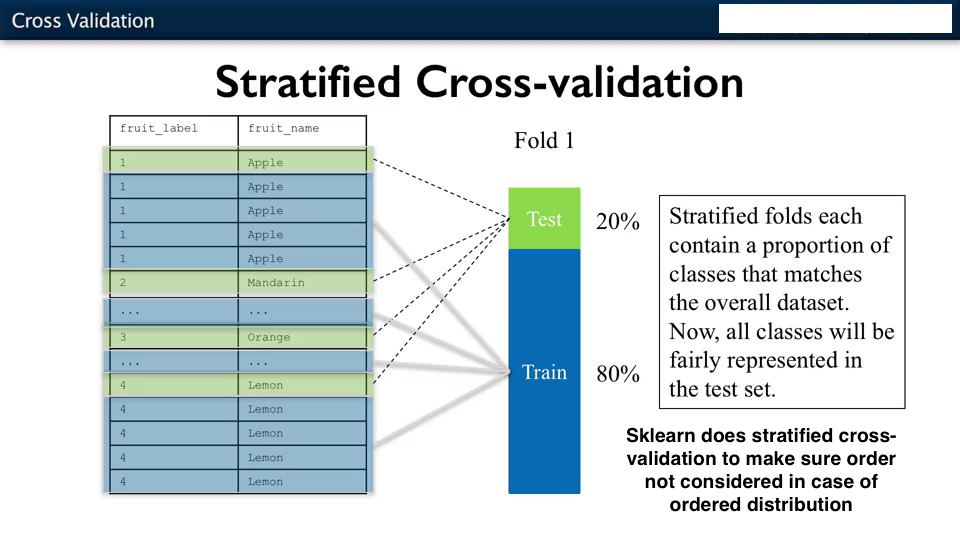 Cross Validation
Stratified Cross-validation
fruit_label fruit_name
1 Apple
1 Apple
1 Apple
1 Apple
1 Apple
2 Mandarin
... ...
3 Orange
... ...
4 Lemon
4 Lemon
4 Lemon
4 Lemon
4 Lemon
Fold 1
Test 20%
Train 80%
Stratified folds each
contain a proportion of
classes that matches
the overall dataset.
Now, all classes will be
fairly represented in
the test set.
Sklearn does stratified cross-
validation to make sure order
not considered in case of
ordered distribution